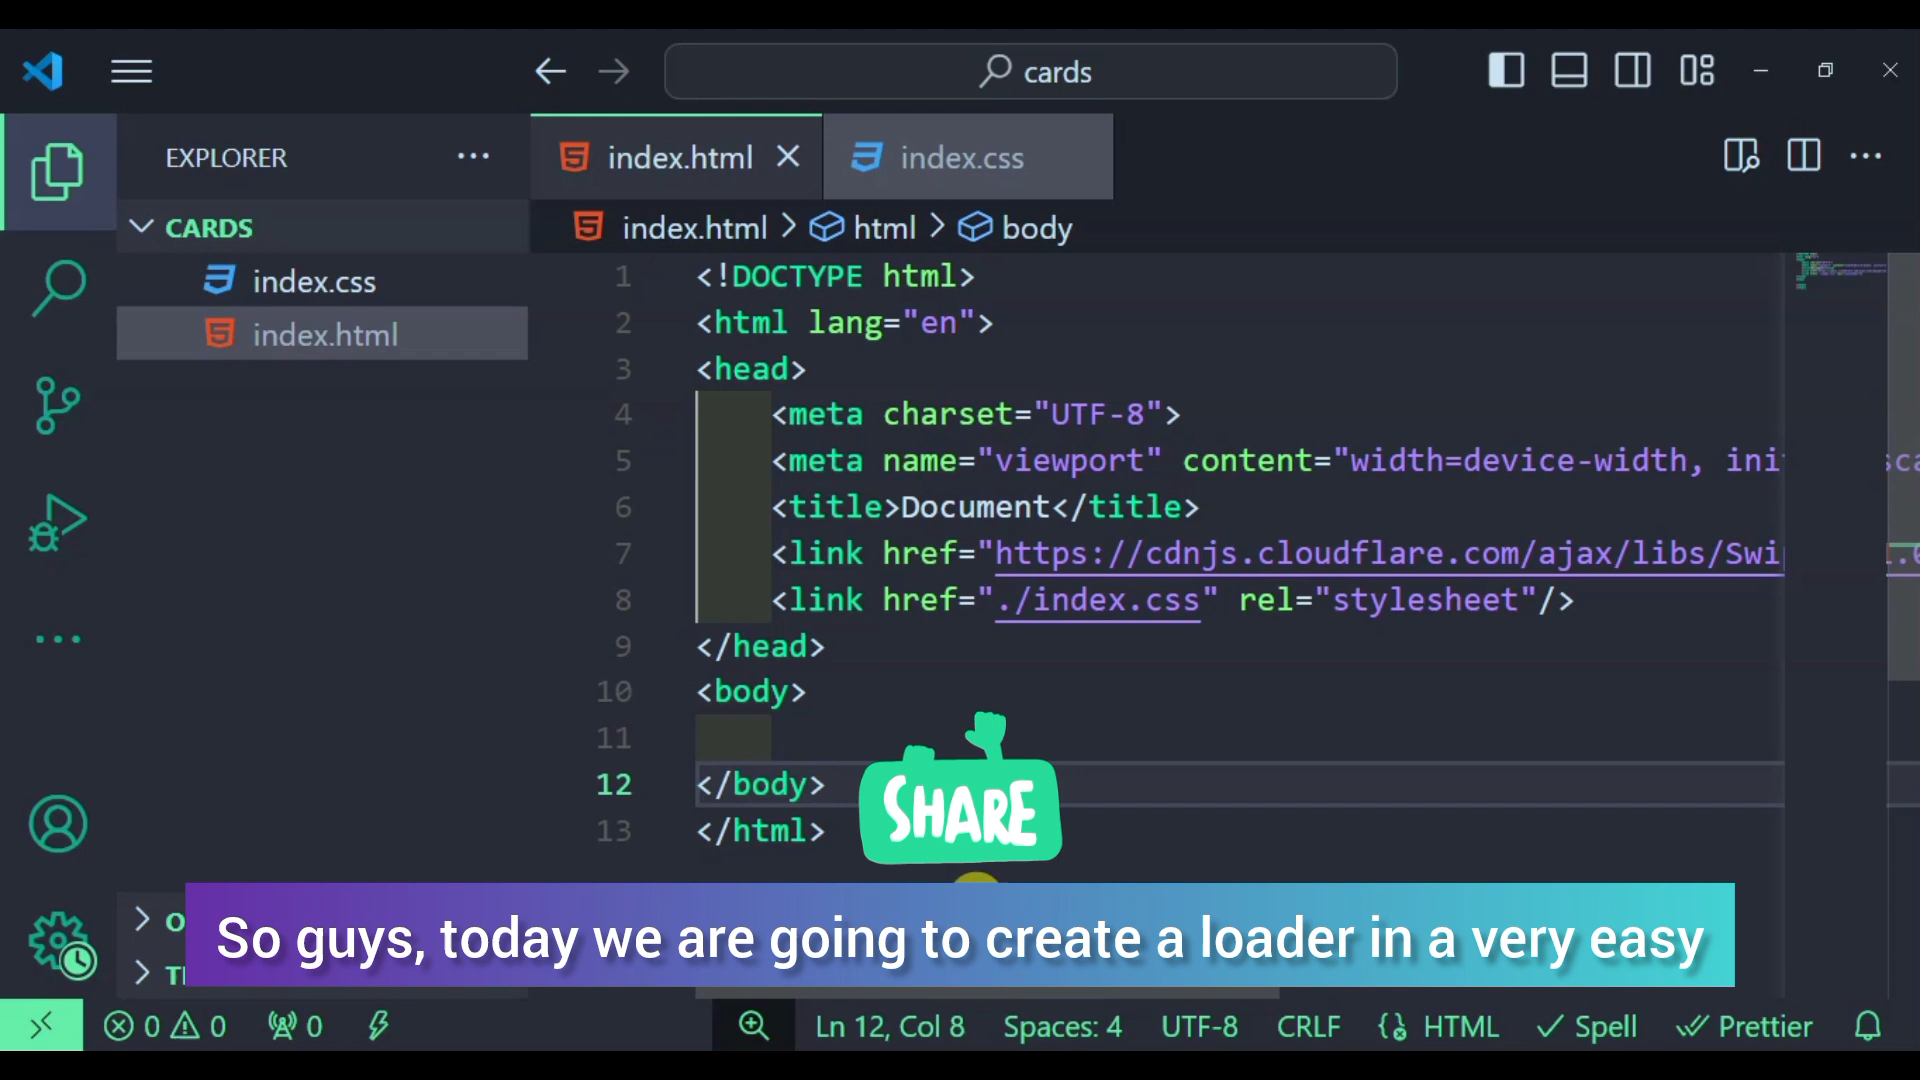 cards
EXPLORER
index.html
index.css
CARDS
index.html > html > body
index.css
index.html
1 <!DOCTYPE html>
2 <html lang="en">
3 <head>
4 <meta charset="UTF-8">
5 <meta name="viewport" content="width=device-width,
6 <title>Document</title>
7 <link href="https://cdnjs.cloudflare.com/ajax/libs/
8 <link href="./index.css" rel="stylesheet"/>
9 </head>
10 <body>
11
12 </body>
13 </html>
SHARE
So guys, today we are going to create a loader in a very easy
0 0 0 Ln 12, Col 8 Spaces: 4 UTF-8 CRLF HTML Spell Prettier